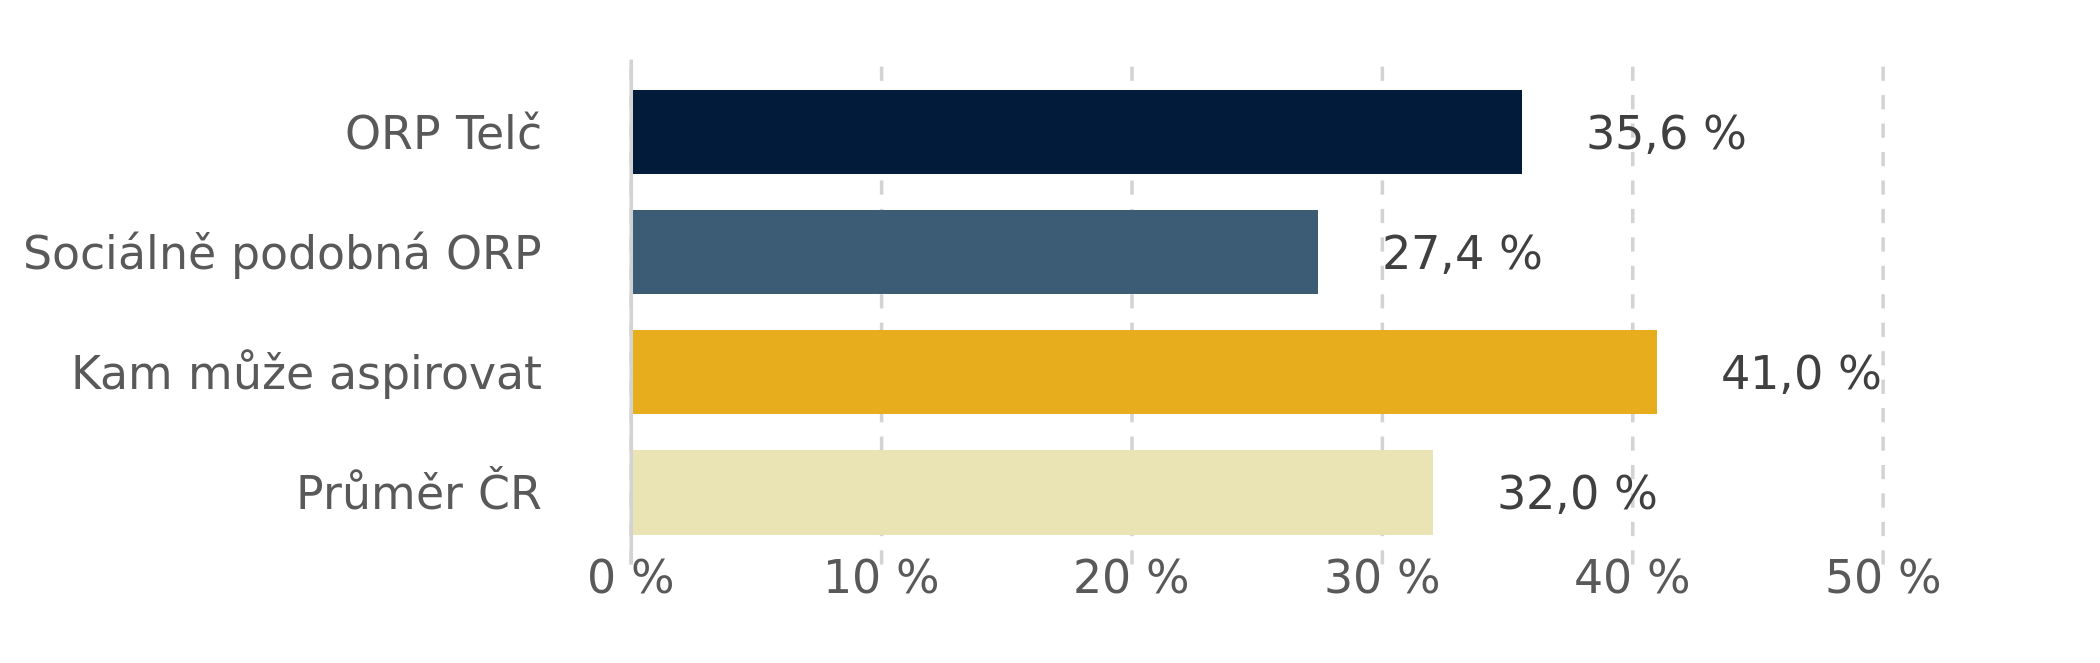 ORP Telč 35,6 %
Sociálně podobná ORP 27,4 %
Kam může aspirovat 41,0 %
Průměr ČR 32,0 %
0 % 10 % 20 % 30 % 40 % 50 %